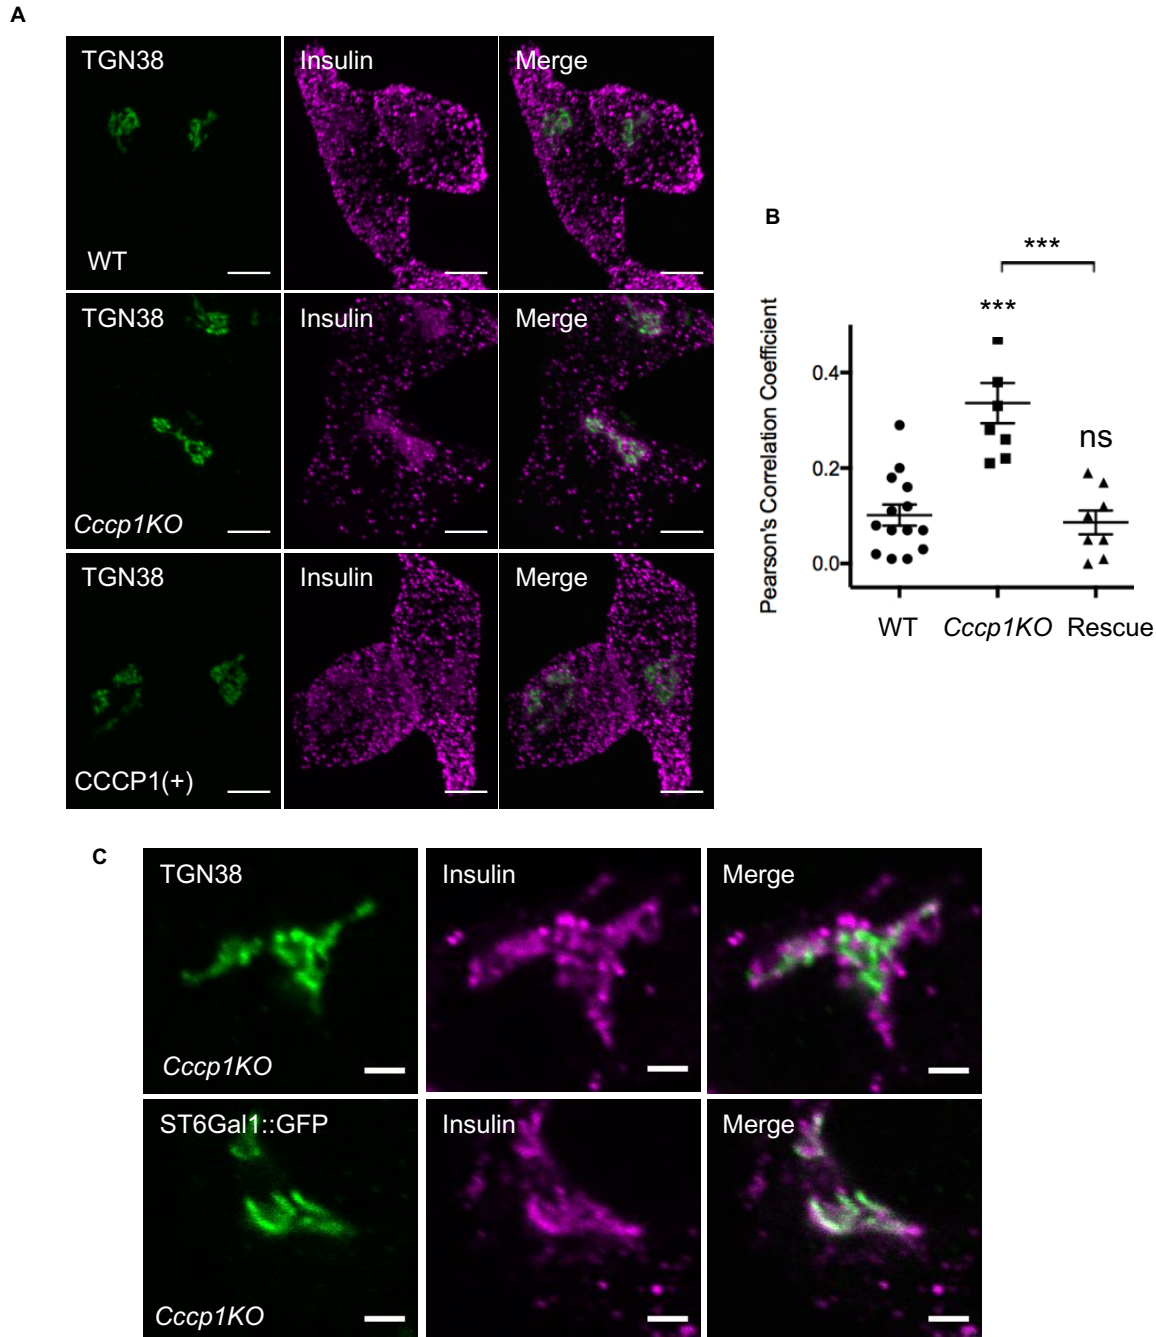 A
TGN38 Insulin Merge
WT
TGN38 Insulin Merge
Cccp1KO
TGN38 Insulin Merge
CCCP1(+)
B
***
***
ns
Pearson's Correlation Coefficient
0.4
0.2
0.0
WT Cccp1KO Rescue
C
TGN38 Insulin Merge
Cccp1KO
ST6Gal1::GFP Insulin Merge
Cccp1KO